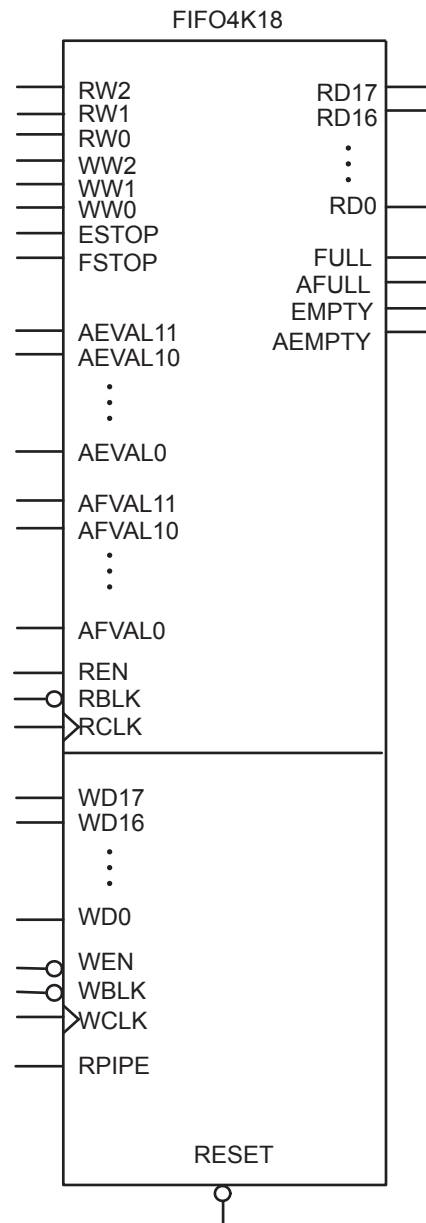 FIFO4K18
RW2
RW1
RW0
WW2
WW1
WW0
ESTOP
FSTOP
AEVAL11
AEVAL10
AEVAL0
AFVAL11
AFVAL10
AFVAL0
REN
RBLK
RCLK
WD17
WD16
WD0
WEN
WBLK
WCLK
RPIPE
RD17
RD16
RD0
FULL
AFULL
EMPTY
AEMPTY
RESET